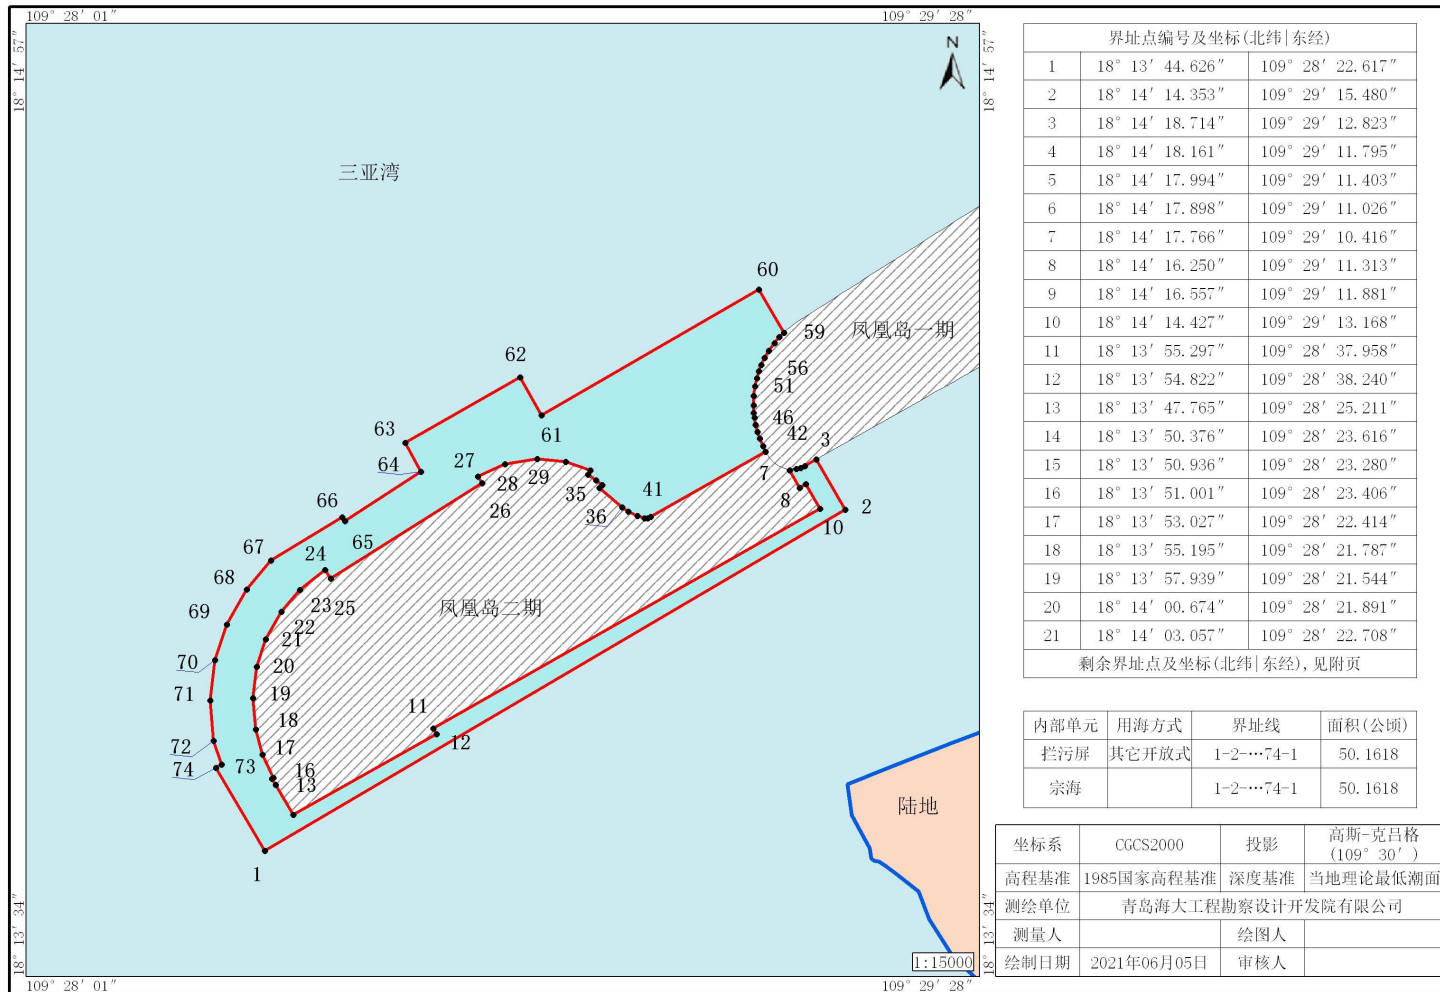 109° 28′ 01″
109° 29′ 28″
18° 14′ 57″
18° 14′ 57″
N
三亚湾
60
59
凤凰岛一期
62
56
51
61
46
63
42
3
64
27
7
29
28
41
66
35
8
2
26
36
10
67
65
24
68
23
25
凤凰岛二期
69
22
21
70
20
71
19
11
18
12
72
17
73
16
74
13
陆地
1
1:15000
18° 13′ 34″
18° 13′ 34″
109° 28′ 01″
109° 29′ 28″
界址点编号及坐标(北纬|东经)
1 18° 13′ 44.626″ 109° 28′ 22.617″
2 18° 14′ 14.353″ 109° 29′ 15.480″
3 18° 14′ 18.714″ 109° 29′ 12.823″
4 18° 14′ 18.161″ 109° 29′ 11.795″
5 18° 14′ 17.994″ 109° 29′ 11.403″
6 18° 14′ 17.898″ 109° 29′ 11.026″
7 18° 14′ 17.766″ 109° 29′ 10.416″
8 18° 14′ 16.250″ 109° 29′ 11.313″
9 18° 14′ 16.557″ 109° 29′ 11.881″
10 18° 14′ 14.427″ 109° 29′ 13.168″
11 18° 13′ 55.297″ 109° 28′ 37.958″
12 18° 13′ 54.822″ 109° 28′ 38.240″
13 18° 13′ 47.765″ 109° 28′ 25.211″
14 18° 13′ 50.376″ 109° 28′ 23.616″
15 18° 13′ 50.936″ 109° 28′ 23.280″
16 18° 13′ 51.001″ 109° 28′ 23.406″
17 18° 13′ 53.027″ 109° 28′ 22.414″
18 18° 13′ 55.195″ 109° 28′ 21.787″
19 18° 13′ 57.939″ 109° 28′ 21.544″
20 18° 14′ 00.674″ 109° 28′ 21.891″
21 18° 14′ 03.057″ 109° 28′ 22.708″
剩余界址点及坐标(北纬|东经),见附页
内部单元 用海方式 界址线 面积(公顷)
拦污屏 其它开放式 1-2-…74-1 50.1618
宗海 1-2-…74-1 50.1618
坐标系 CGCS2000 投影 高斯-克吕格
(109° 30′)
高程基准 1985国家高程基准 深度基准 当地理论最低潮面
测绘单位 青岛海大工程勘察设计开发院有限公司
测量人 绘图人
绘制日期 2021年06月05日 审核人